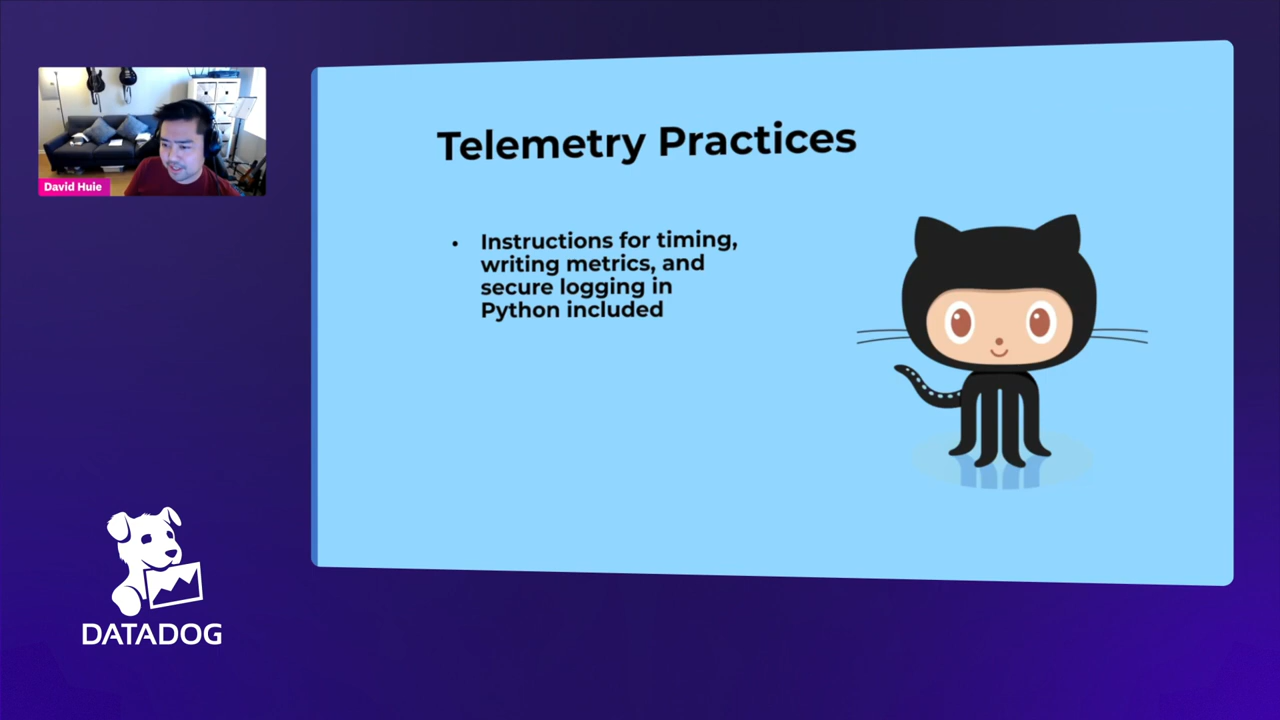 David Huie
Telemetry Practices
• Instructions for timing,
writing metrics, and
secure logging in
Python included
DATADOG